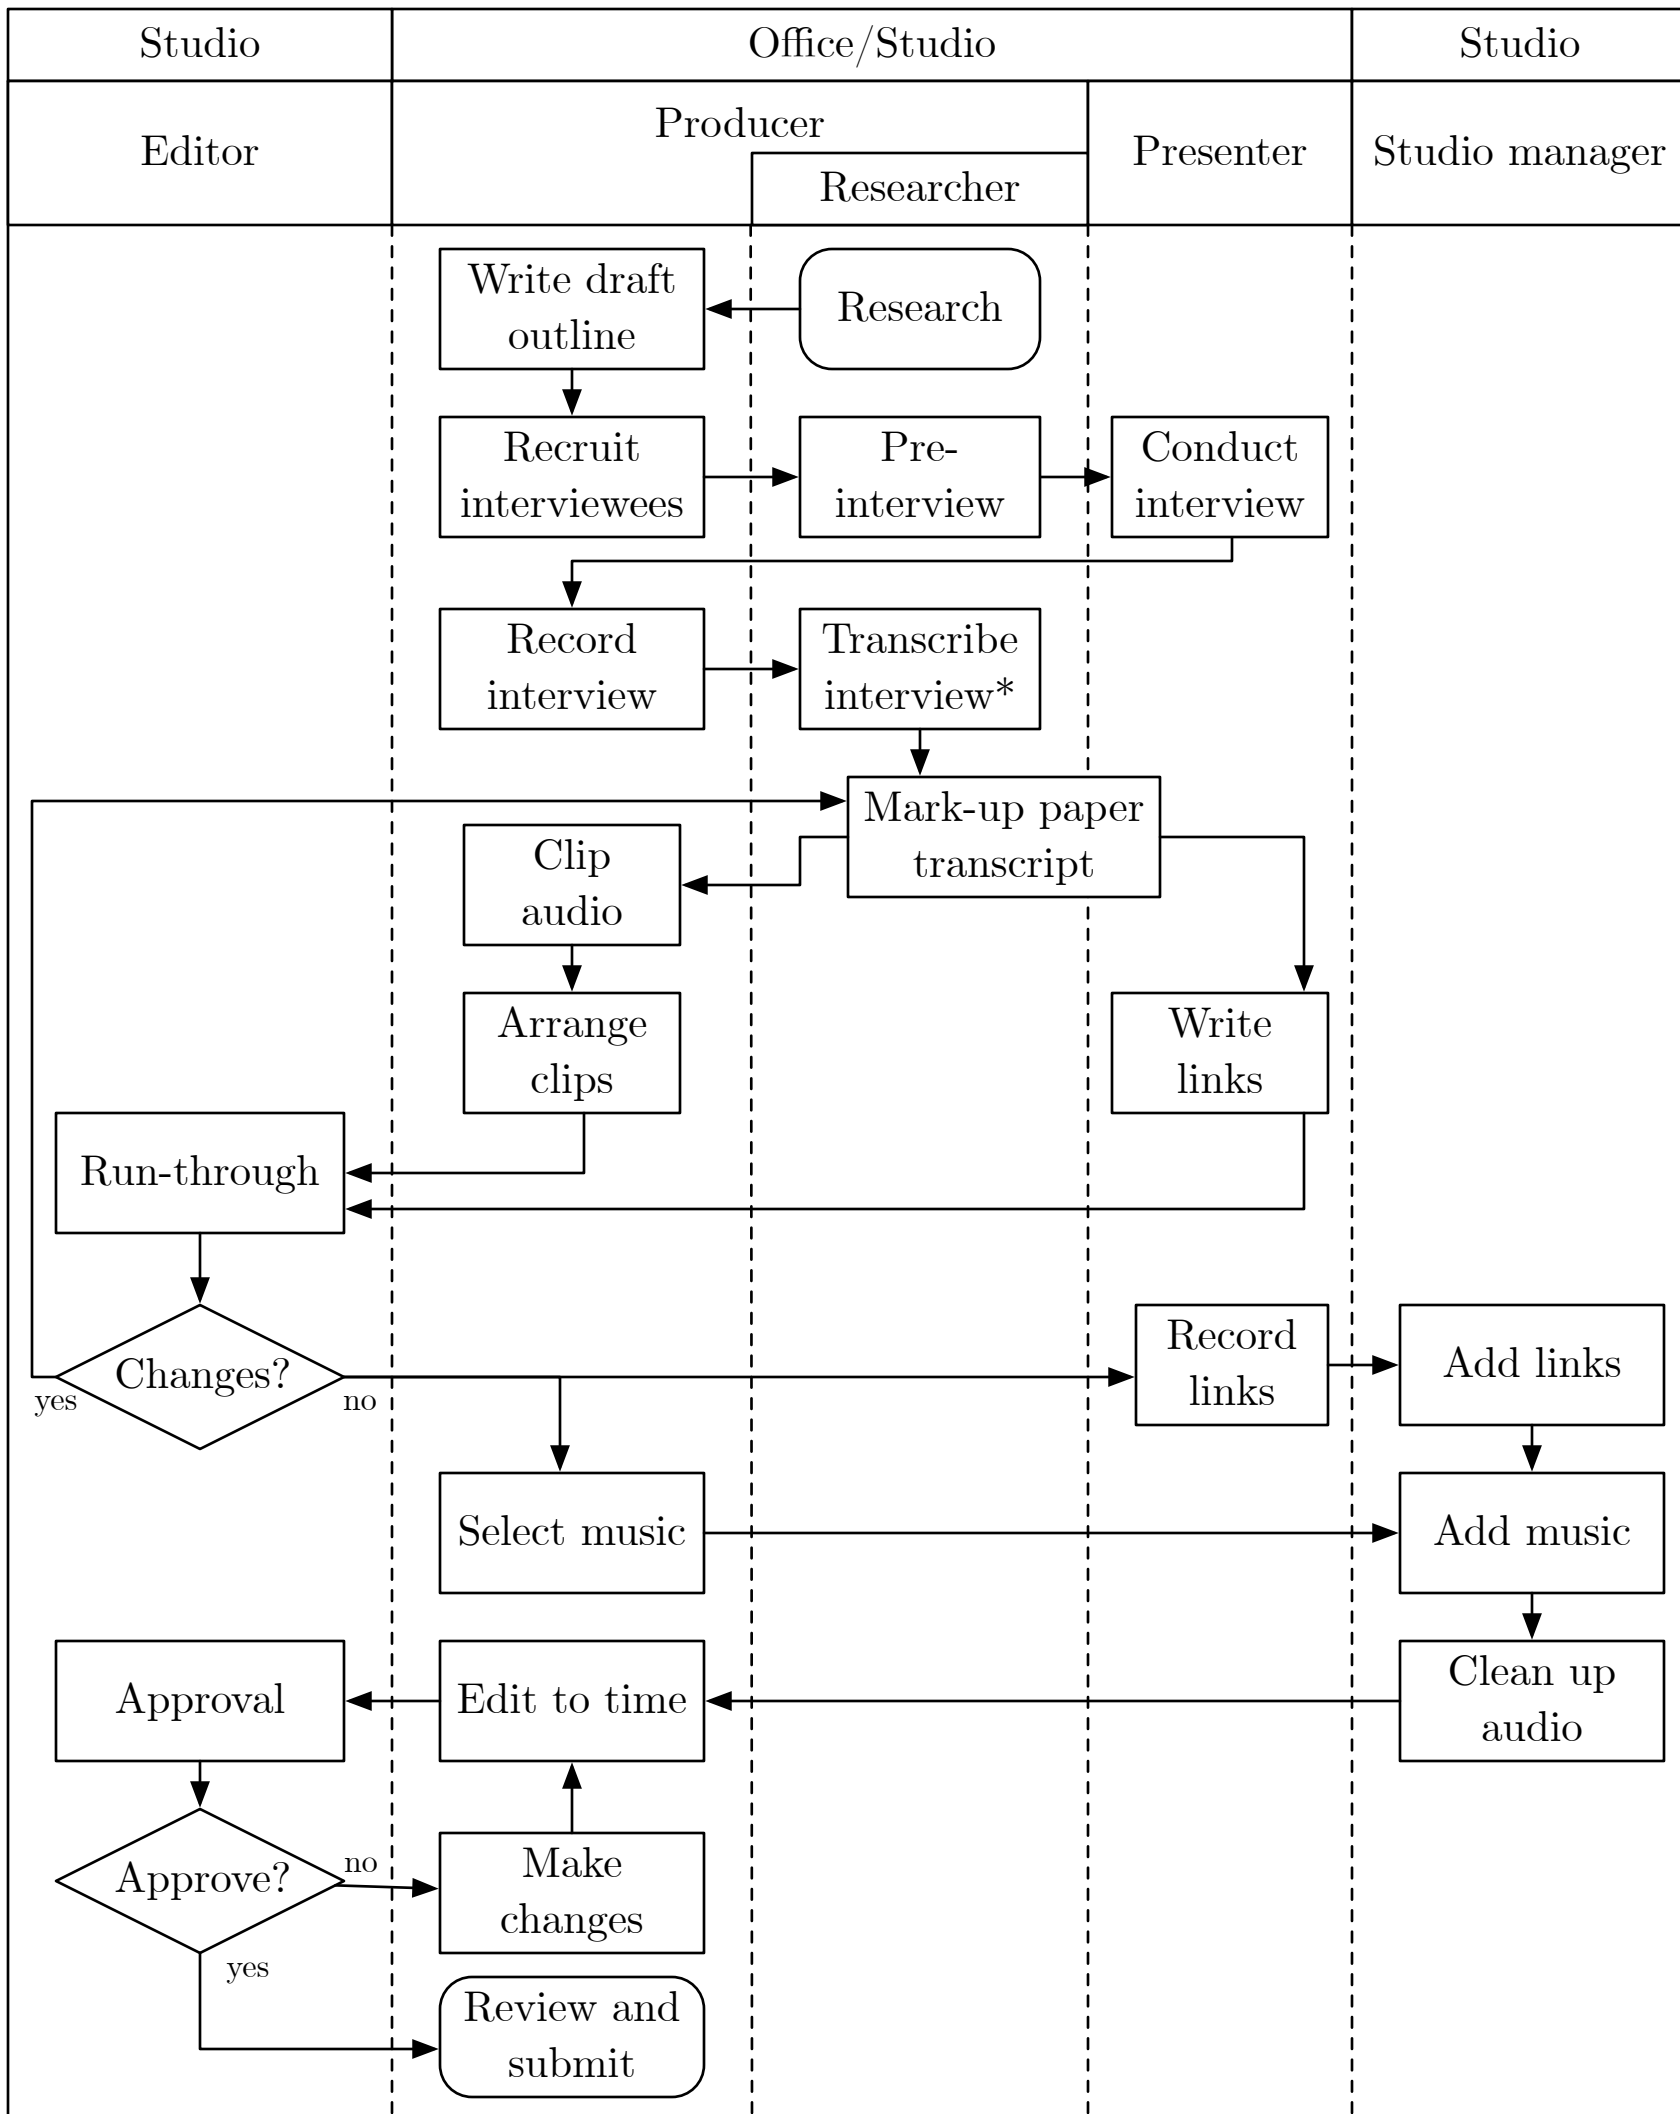 Studio
Office/Studio
Studio
Editor
Producer
Researcher
Presenter
Studio manager
Write draft
outline
Research
Recruit
interviewees
Pre-
interview
Conduct
interview
Record
interview
Transcribe
interview*
Mark-up paper
transcript
Clip
audio
Arrange
clips
Write
links
Run-through
Changes?
yes
no
Record
links
Add links
Select music
Add music
Approval
Edit to time
Clean up
audio
Approve?
no
yes
Make
changes
Review and
submit